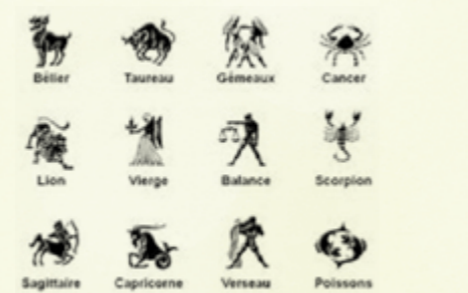 Bélier Taureau Gémeaux Cancer
Lion Vierge Balance Scorpion
Sagittaire Capricorne Verseau Poissons